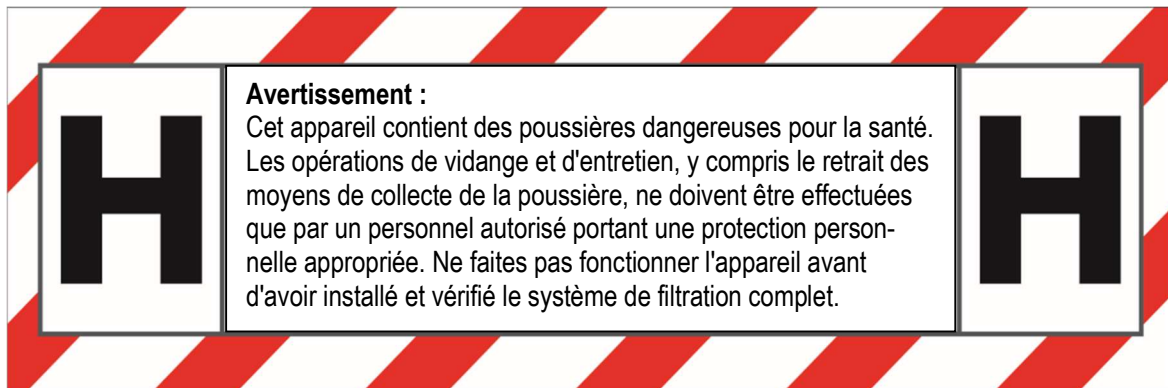 H
Avertissement :
Cet appareil contient des poussières dangereuses pour la santé.
Les opérations de vidange et d'entretien, y compris le retrait des
moyens de collecte de la poussière, ne doivent être effectuées
que par un personnel autorisé portant une protection person-
nelle appropriée. Ne faites pas fonctionner l'appareil avant
d'avoir installé et vérifié le système de filtration complet.
H